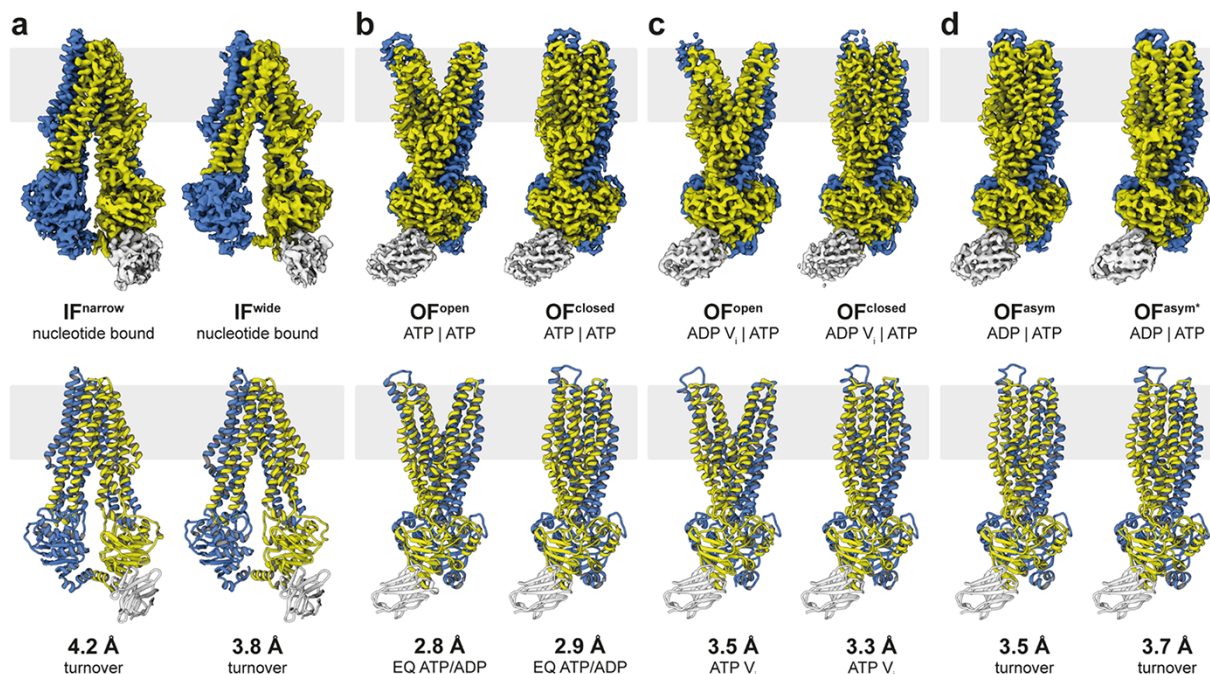 a b c d
IFnarrow IFwide OFopen OFclosed OFopen OFclosed OFasym OFasym*
nucleotide bound nucleotide bound ATP | ATP ATP | ATP ADP Vi | ATP ADP Vi | ATP ADP | ATP ADP | ATP
4.2 Å 3.8 Å 2.8 Å 2.9 Å 3.5 Å 3.3 Å 3.5 Å 3.7 Å
turnover turnover EQ ATP/ADP EQ ATP/ADP ATP V ATP V turnover turnover